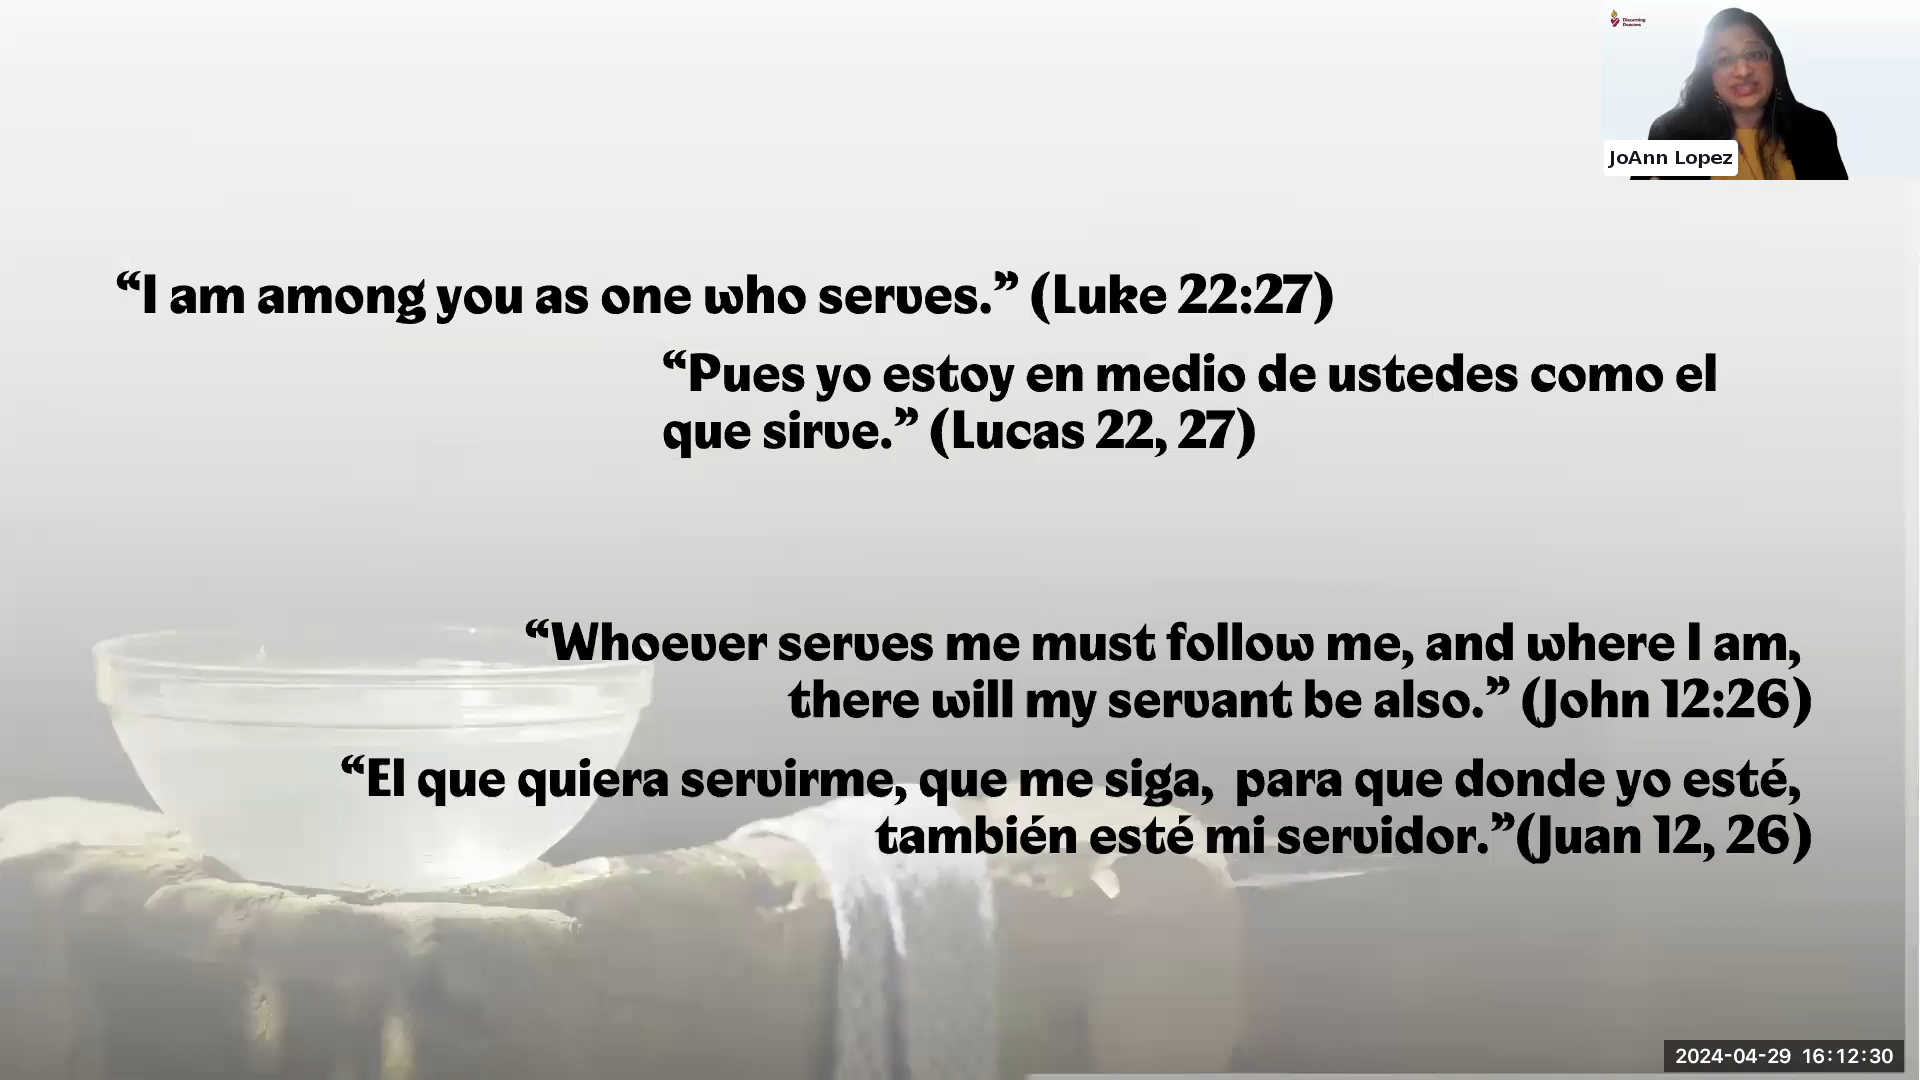 Discerning
Deacons
JoAnn Lopez
“I am among you as one who serves.” (Luke 22:27)
“Pues yo estoy en medio de ustedes como el
que sirve.” (Lucas 22, 27)
“Whoever serves me must follow me, and where I am,
there will my servant be also.” (John 12:26)
“El que quiera servirme, que me siga,  para que donde yo esté,
también esté mi servidor.”(Juan 12, 26)
2024-04-29 16:12:30